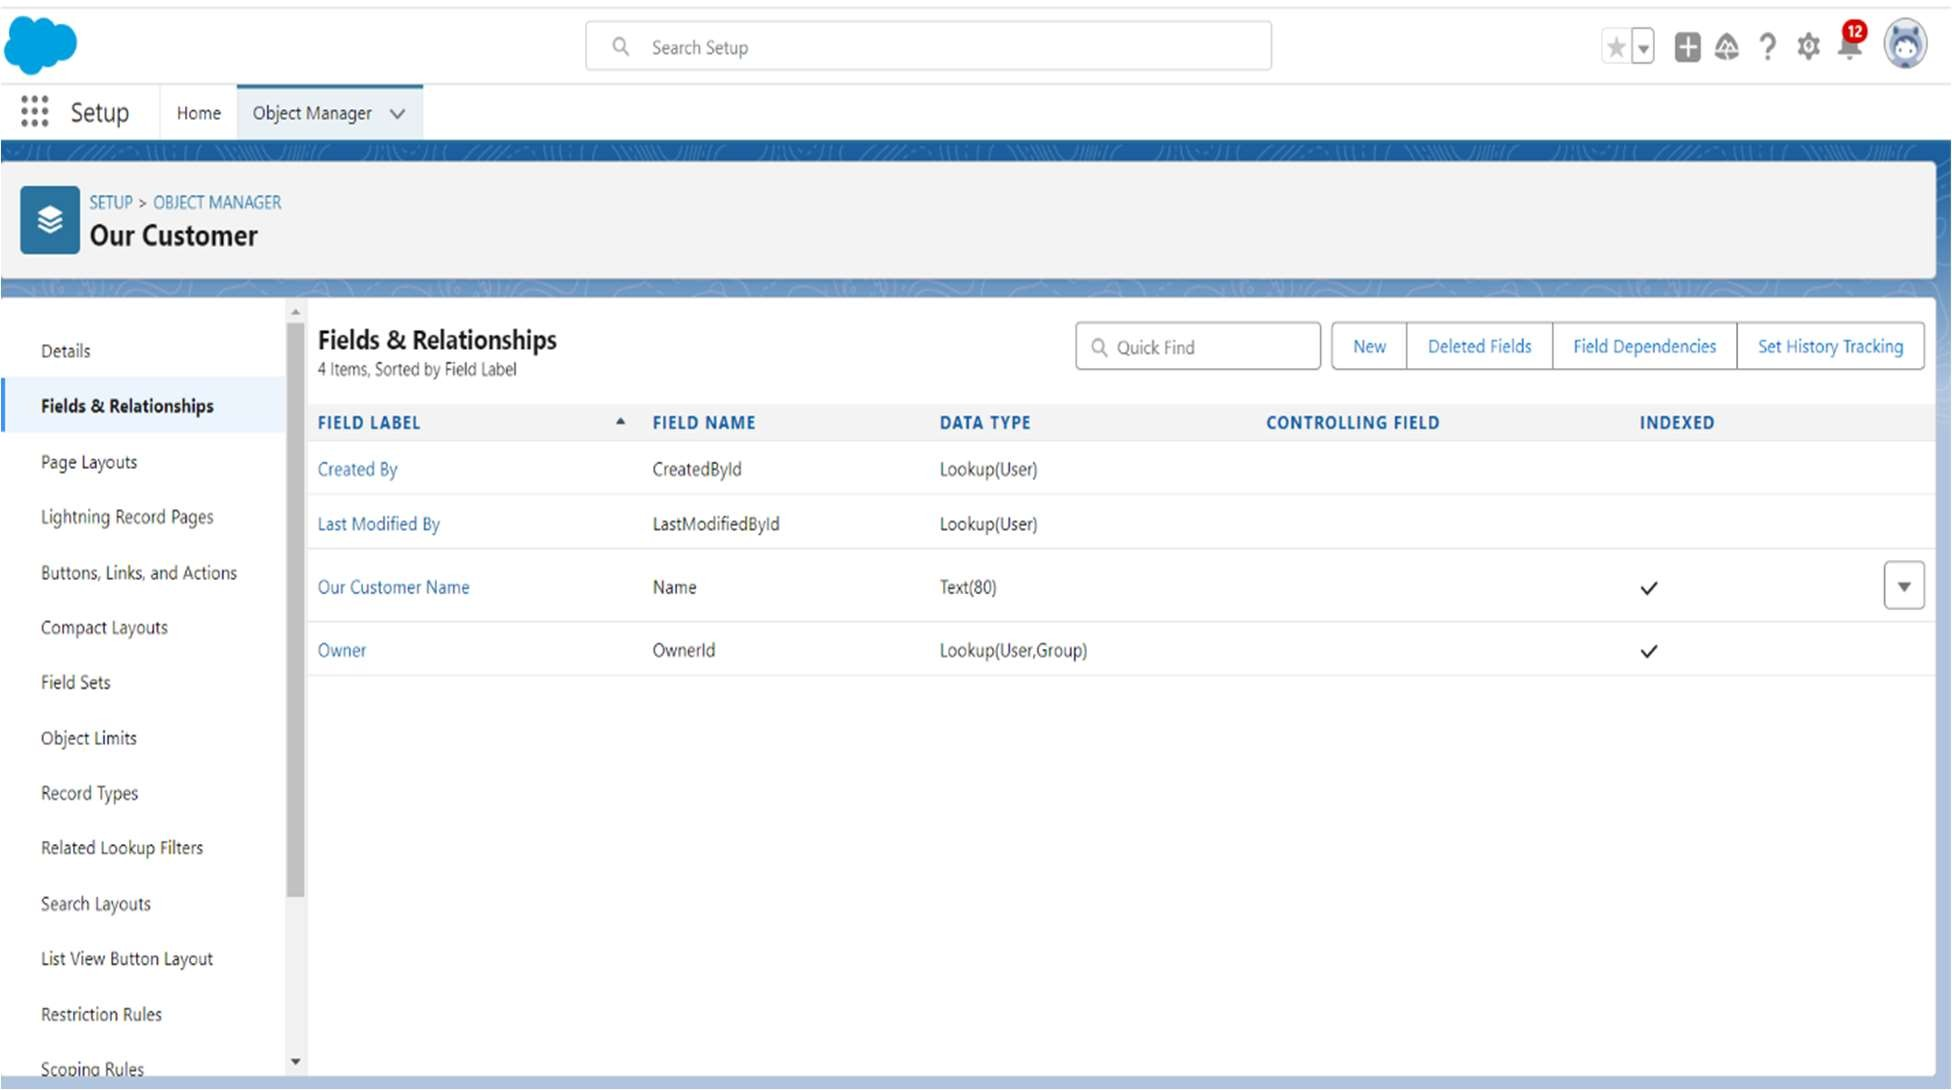 Search Setup
12
Setup
Home
Object Manager
SETUP > OBJECT MANAGER
Our Customer
Details
Fields & Relationships
Page Layouts
Lightning Record Pages
Buttons, Links, and Actions
Compact Layouts
Field Sets
Object Limits
Record Types
Related Lookup Filters
Search Layouts
List View Button Layout
Restriction Rules
Scoping Rules
Fields & Relationships
4 Items, Sorted by Field Label
Quick Find
New
Deleted Fields
Field Dependencies
Set History Tracking
FIELD LABEL FIELD NAME DATA TYPE CONTROLLING FIELD INDEXED
Created By CreatedById Lookup(User)
Last Modified By LastModifiedById Lookup(User)
Our Customer Name Name Text(80)
Owner OwnerId Lookup(User,Group)